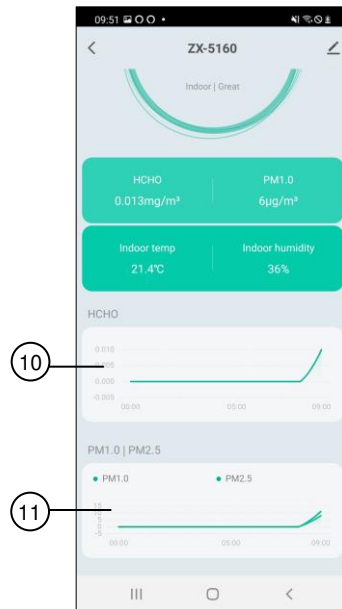 09:51
ZX-5160
Indoor | Great
HCHO PM1.0
0.013mg/m³ 6μg/m³
Indoor temp Indoor humidity
21.4℃ 36%
HCHO
10
0.010
0.005
0.000
-0.005
00:00 05:00 09:00
PM1.0 | PM2.5
PM1.0 PM2.5
11
00:00 05:00 09:00